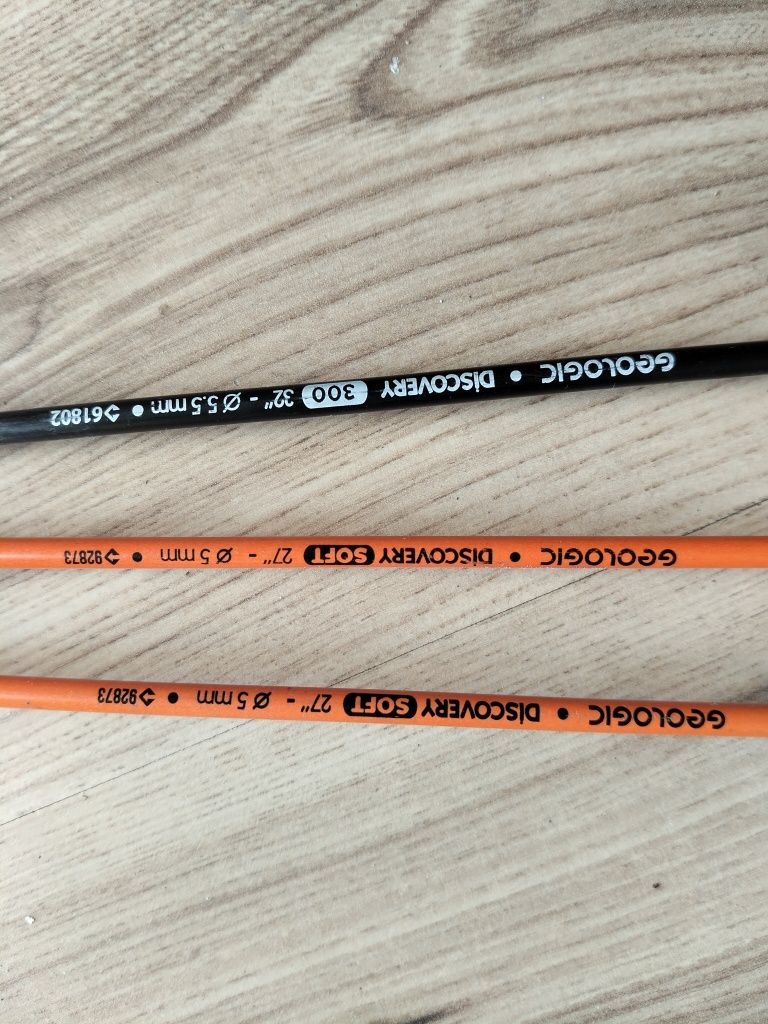 GEOLOGIC • DISCOVERY 300 32" - Ø 5.5 mm • 61802
GEOLOGIC • DISCOVERY SOFT 27" - Ø 5 mm • 92873
GEOLOGIC • DISCOVERY SOFT 27" - Ø 5 mm • 92873